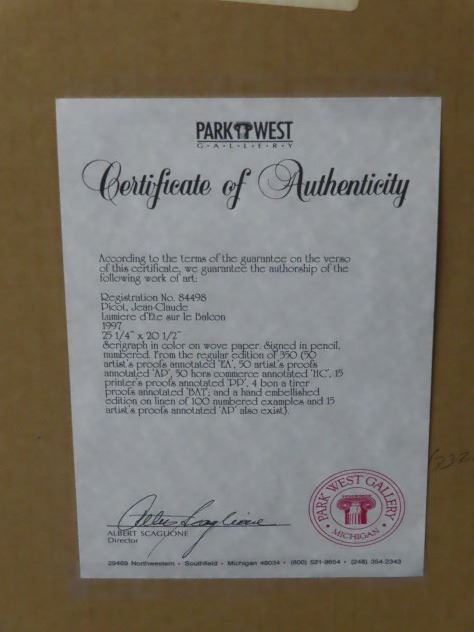 PARK WEST
G·A·L·L·E·R·Y
Certificate of Authenticity
According to the terms of the guarantee on the verso
of this certificate, we guarantee the authorship of the
following work of art:
Registration No. 84498
Picot, Jean-Claude
Lumiere d'Ete sur le Balcon
1997
25 1/4" x 20 1/2"
Serigraph in color on wove paper. Signed in pencil,
numbered. From the regular edition of 350 (50
artist's proofs annotated 'EA', 50 artist's proofs
annotated 'AP', 50 hors commerce annotated 'HC', 15
printer's proofs annotated 'PP', 4 bon a tirer
proofs annotated 'BAT'; and a hand embellished
edition on linen of 100 numbered examples and 15
artist's proofs annotated 'AP' also exist).
PARK WEST GALLERY
• MICHIGAN •
Albert Scaglione
ALBERT SCAGLIONE
Director
29469 Northwestern • Southfield • Michigan 48034 • (800) 521-9654 • (248) 354-2343